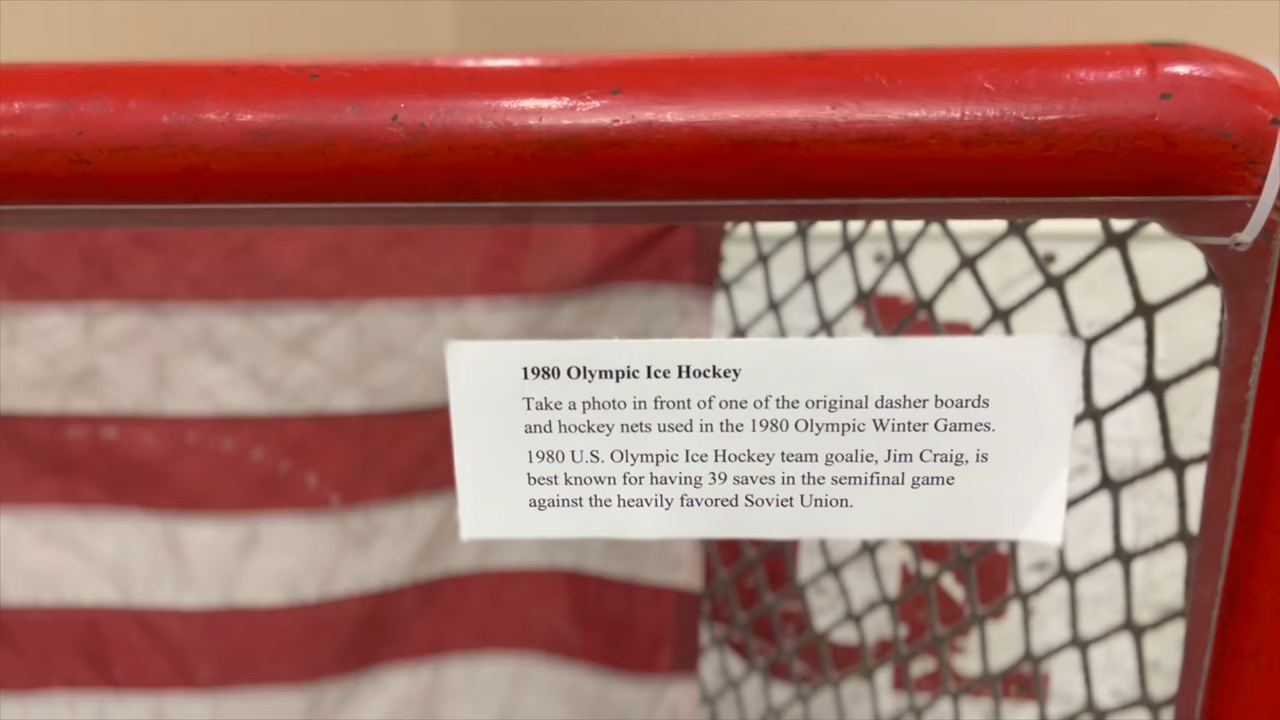 1980 Olympic Ice Hockey
Take a photo in front of one of the original dasher boards
and hockey nets used in the 1980 Olympic Winter Games.
1980 U.S. Olympic Ice Hockey team goalie, Jim Craig, is
best known for having 39 saves in the semifinal game
against the heavily favored Soviet Union.